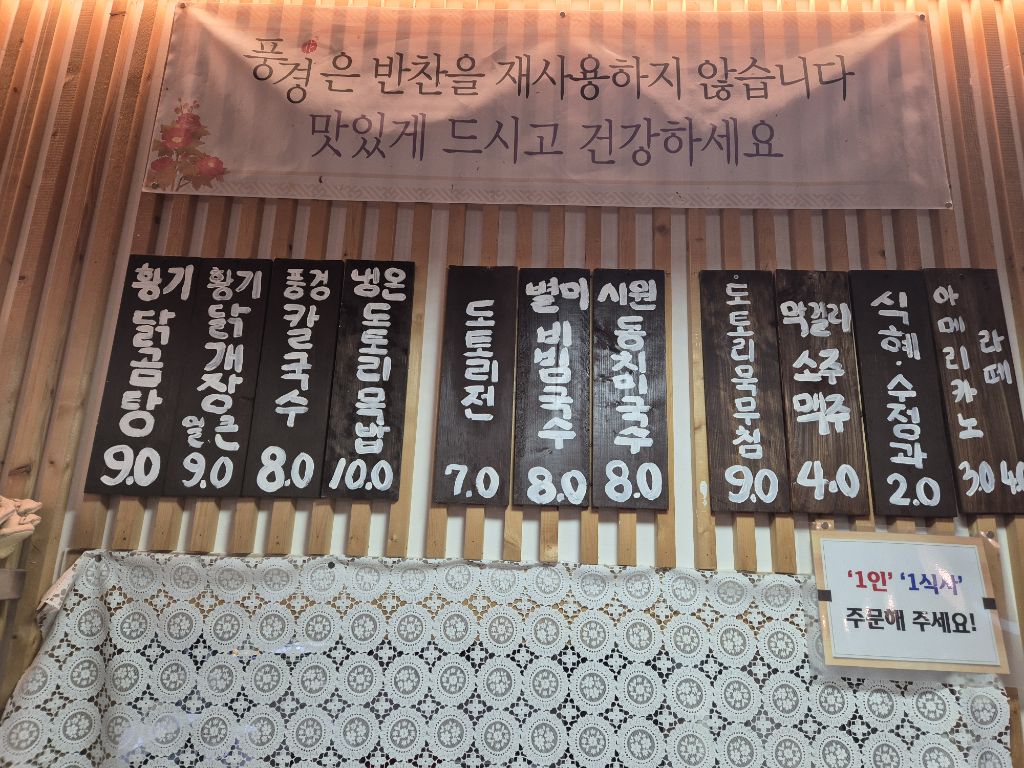 풍경은 반찬을 재사용하지 않습니다
맛있게 드시고 건강하세요
황기
닭곰탕
9.0
황기
닭개장
얼큰
9.0
풍경
칼국수
8.0
냉온
도토리묵밥
10.0
도토리전
7.0
별미
비빔국수
8.0
시원
동치미국수
8.0
도토리묵무침
9.0
막걸리
소주
맥주
4.0
식혜·수정과
2.0
아메리카노
라떼
3.0 4.0
'1인' '1식사'
주문해 주세요!